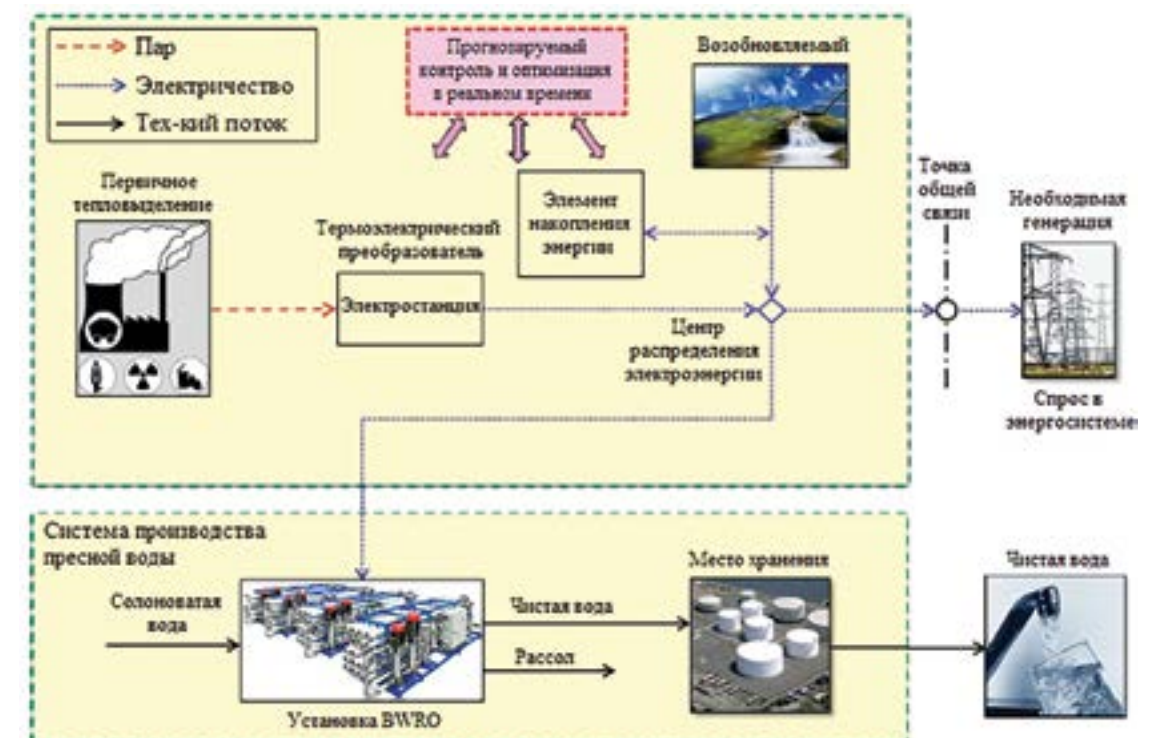 Пар
Электричество
Тех-кий поток
Прогнозируемый
контроль и оптимизация
в реальном времени
Возобновляемый
Первичное
тепловыделение
Термоэлектрический
преобразователь
Электростанция
Элемент
накопления
энергии
Центр
распределения
электроэнергии
Точка
общей
связи
Необходимая
генерация
Спрос в
энергосистеме
Система производства
пресной воды
Солоноватая
вода
Установка BWRO
Чистая вода
Рассол
Место хранения
Чистая вода